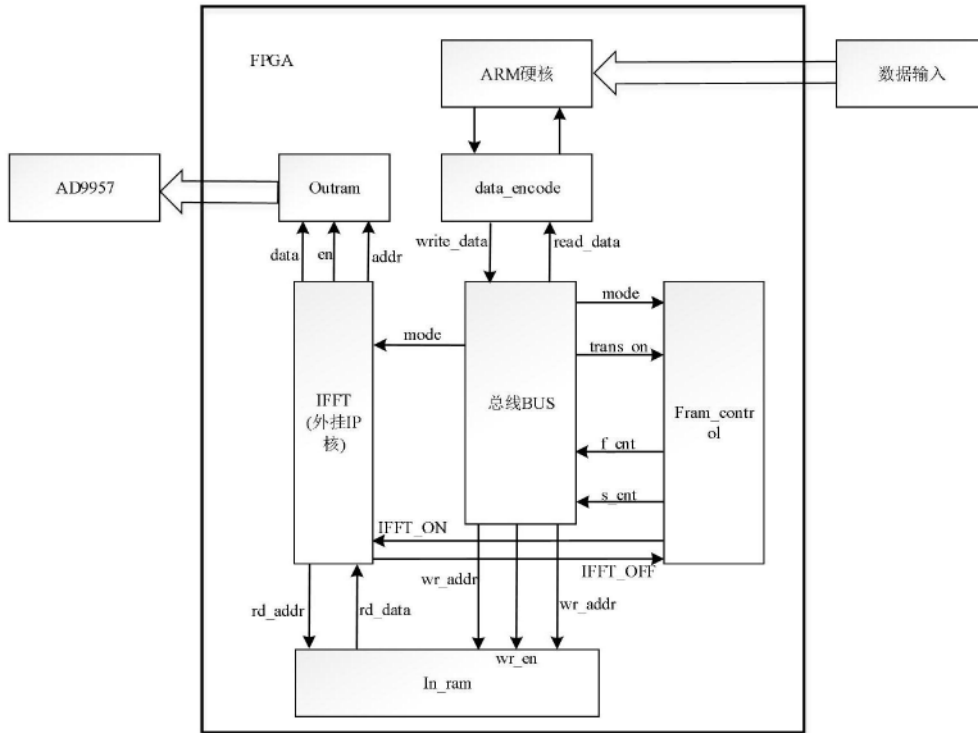 FPGA
ARM硬核
数据输入
AD9957
Outram
data_encode
data
en
addr
write_data
read_data
mode
mode
trans_on
IFFT
(外挂IP
核)
总线BUS
Fram_contr
ol
f_cnt
s_cnt
IFFT_ON
IFFT_OFF
wr_addr
wr_addr
rd_addr
rd_data
wr_en
In_ram